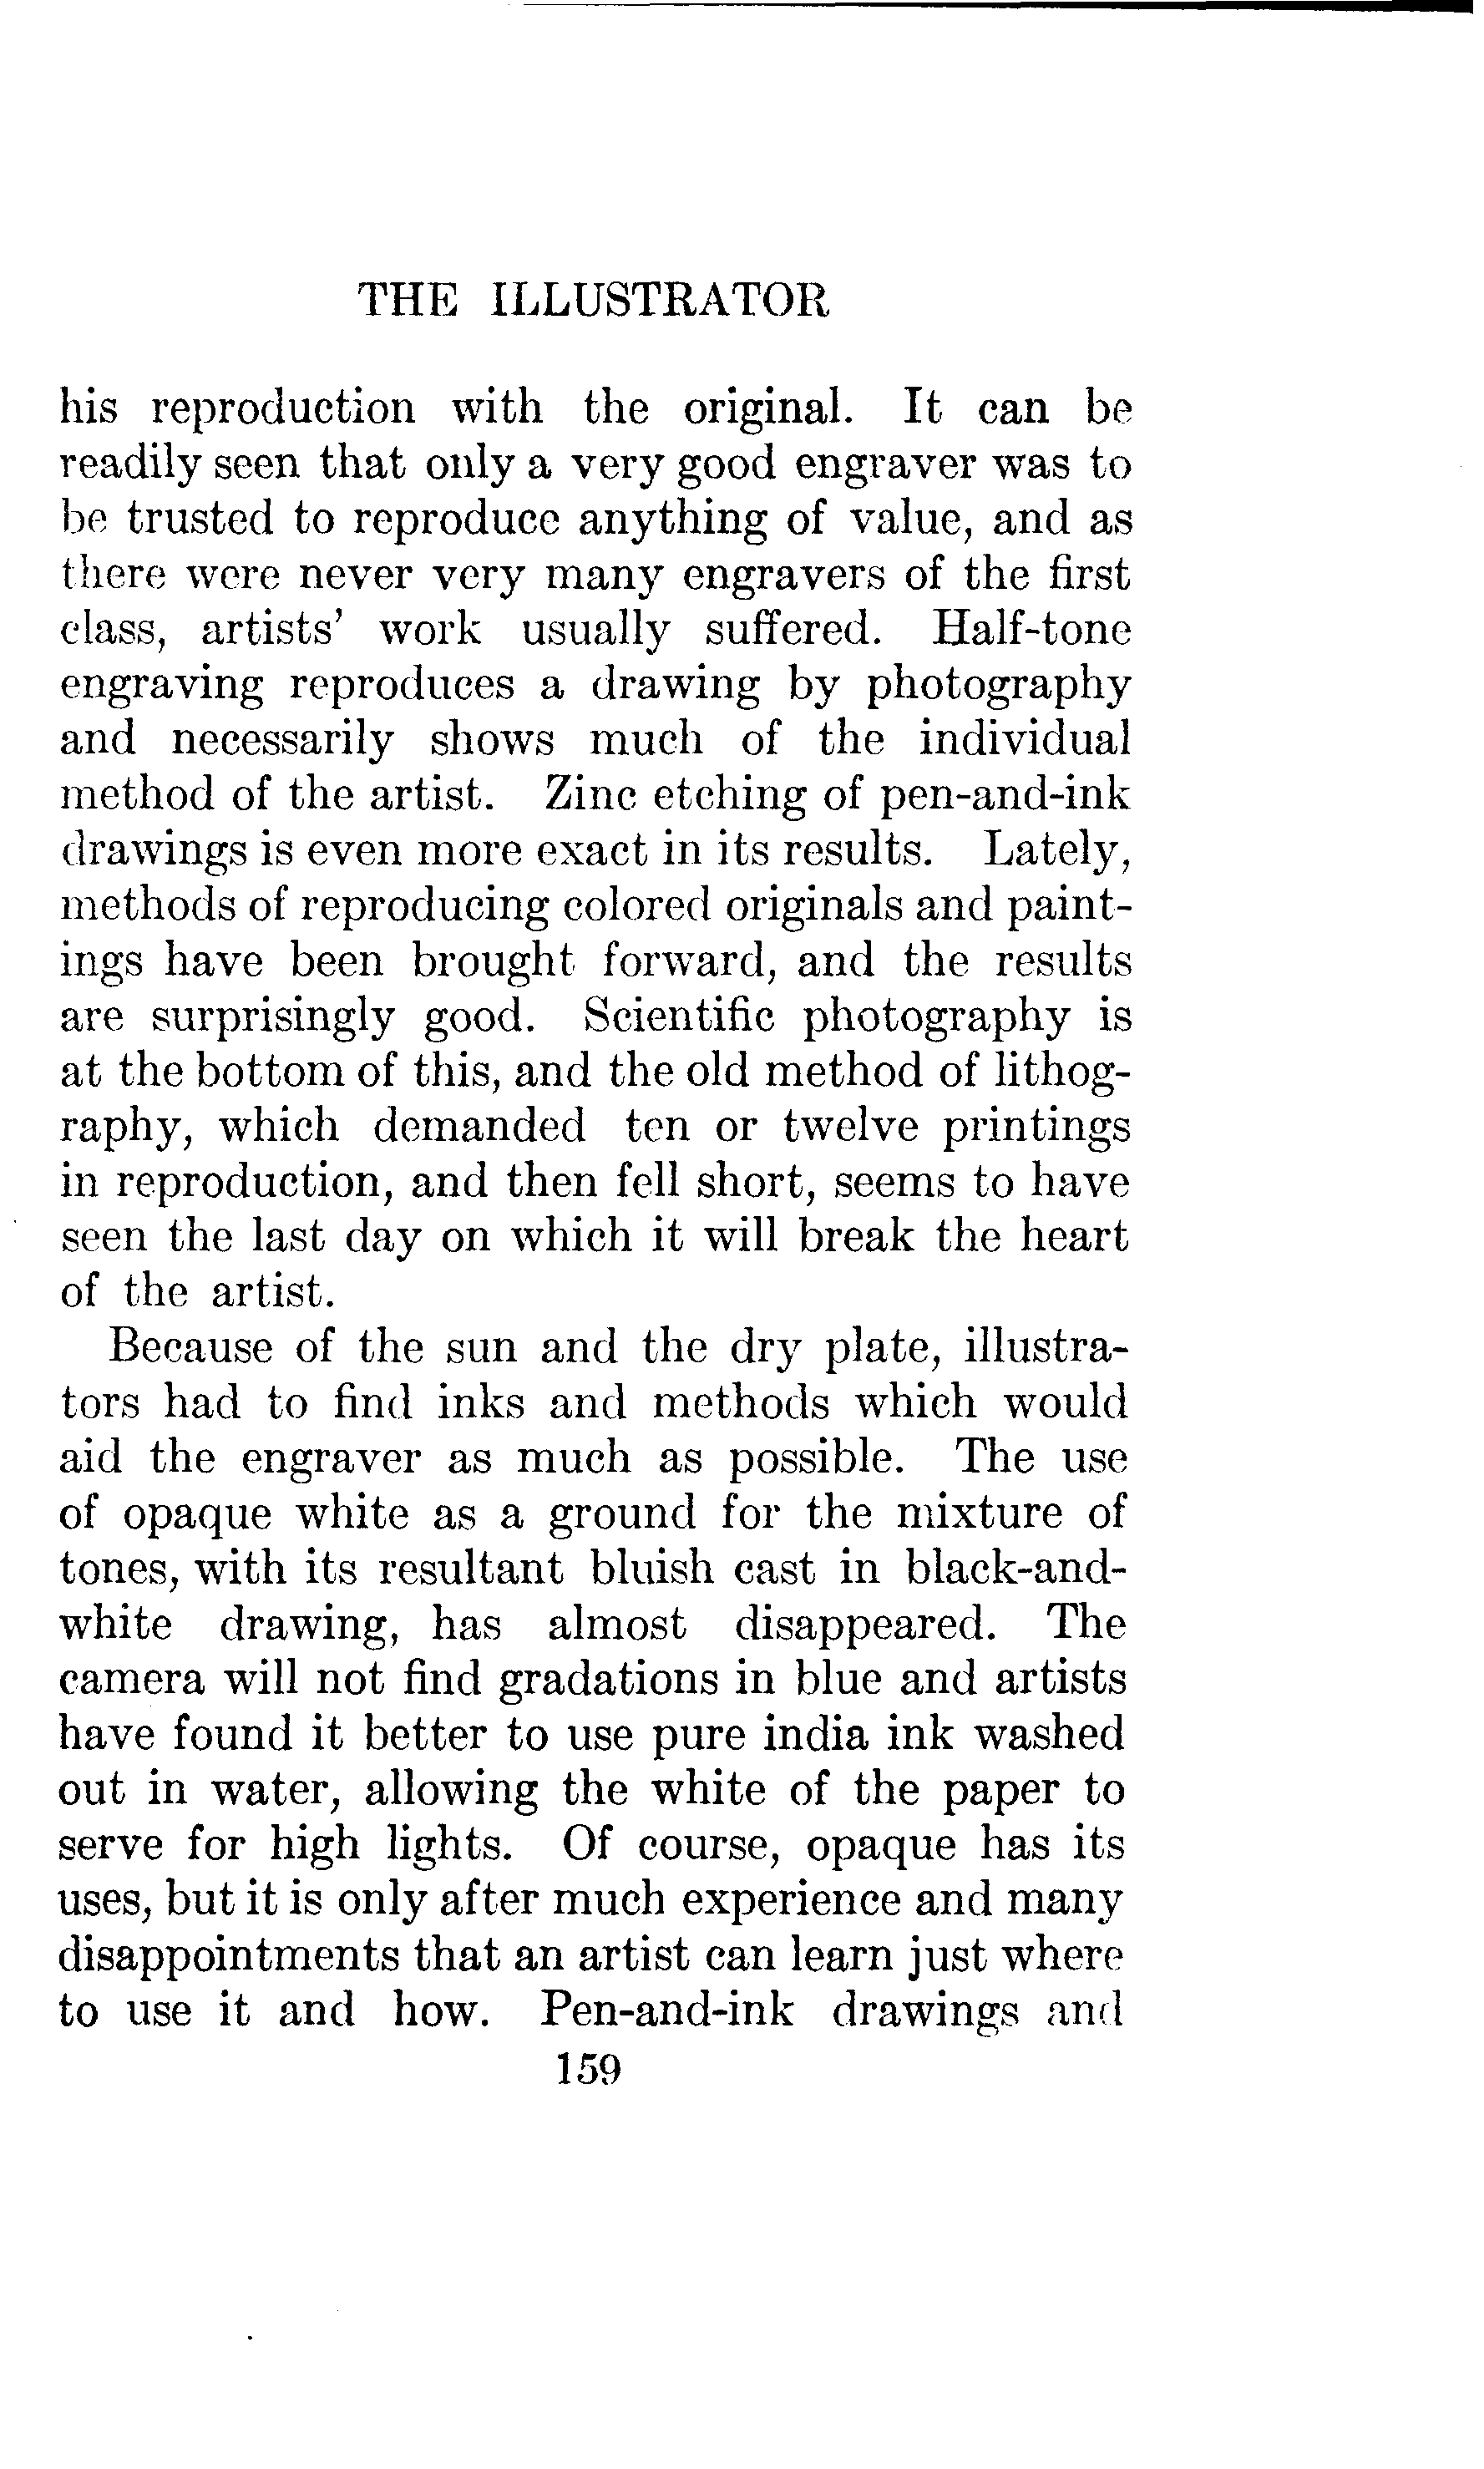 THE ILLUSTRATOR
his reproduction with the original. It can be
readily seen that only a very good engraver was to
be trusted to reproduce anything of value, and as
there were never very many engravers of the first
class, artists' work usually suffered. Half-tone
engraving reproduces a drawing by photography
and necessarily shows much of the individual
method of the artist. Zinc etching of pen-and-ink
drawings is even more exact in its results. Lately,
methods of reproducing colored originals and paint-
ings have been brought forward, and the results
are surprisingly good. Scientific photography is
at the bottom of this, and the old method of lithog-
raphy, which demanded ten or twelve printings
in reproduction, and then fell short, seems to have
seen the last day on which it will break the heart
of the artist.
Because of the sun and the dry plate, illustra-
tors had to find inks and methods which would
aid the engraver as much as possible. The use
of opaque white as a ground for the mixture of
tones, with its resultant bluish cast in black-and-
white drawing, has almost disappeared. The
camera will not find gradations in blue and artists
have found it better to use pure india ink washed
out in water, allowing the white of the paper to
serve for high lights. Of course, opaque has its
uses, but it is only after much experience and many
disappointments that an artist can learn just where
to use it and how. Pen-and-ink drawings and
159